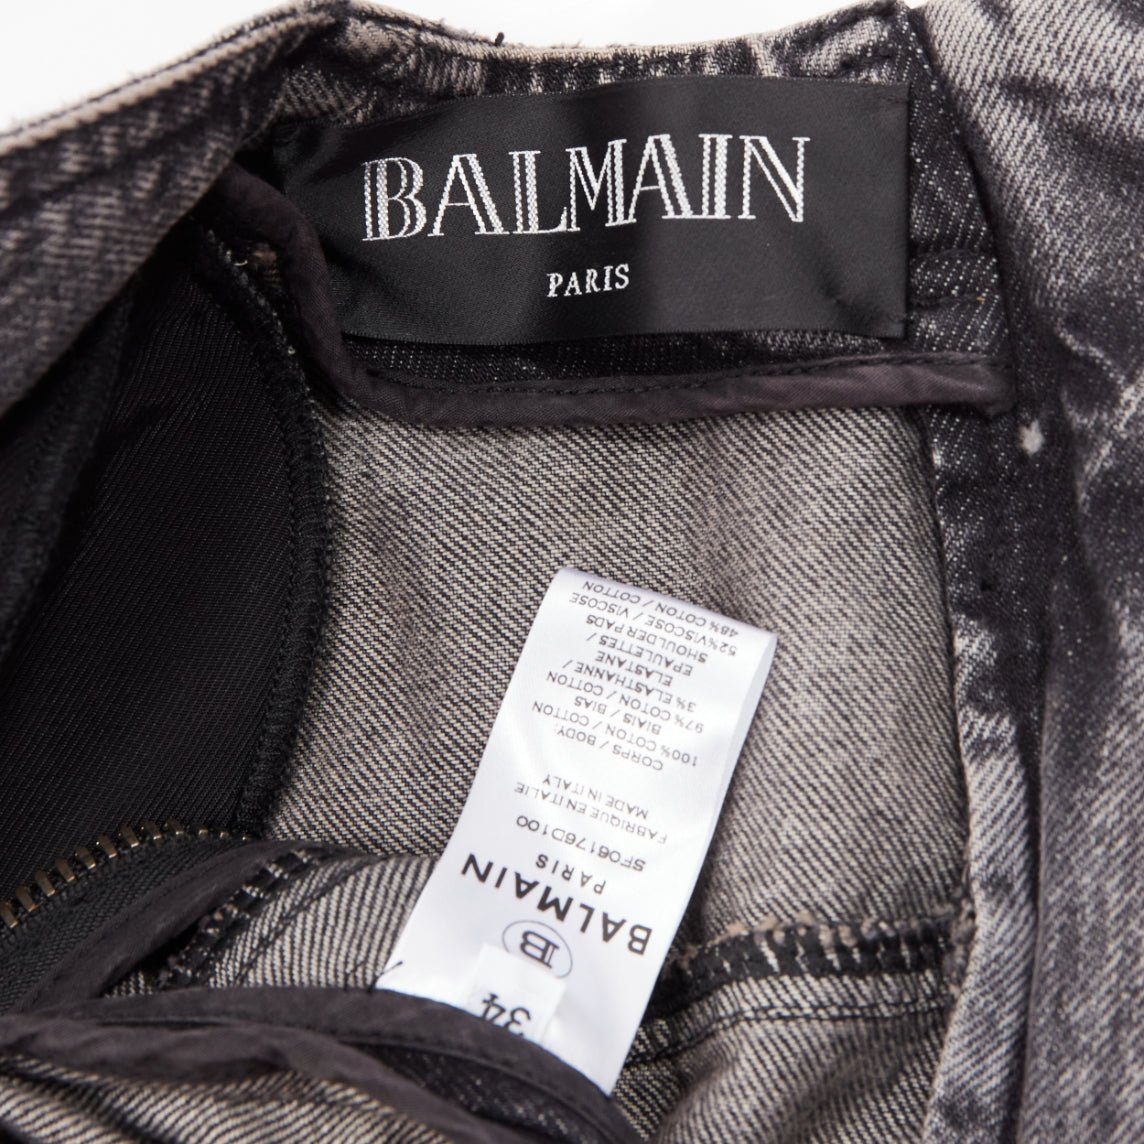 BALMAIN
PARIS
34
B
BALMAIN
PARIS
SF06176D100
FABRIQUE EN ITALIE
MADE IN ITALY
CORPS / BODY:
100% COTON / COTTON
BIAIS / BIAS
97% COTON / COTTON
3% ELASTHANNE /
ELASTANE
EPAULETTES /
SHOULDER PADS
52%VISCOSE / VISCOSE
48% COTON / COTTON